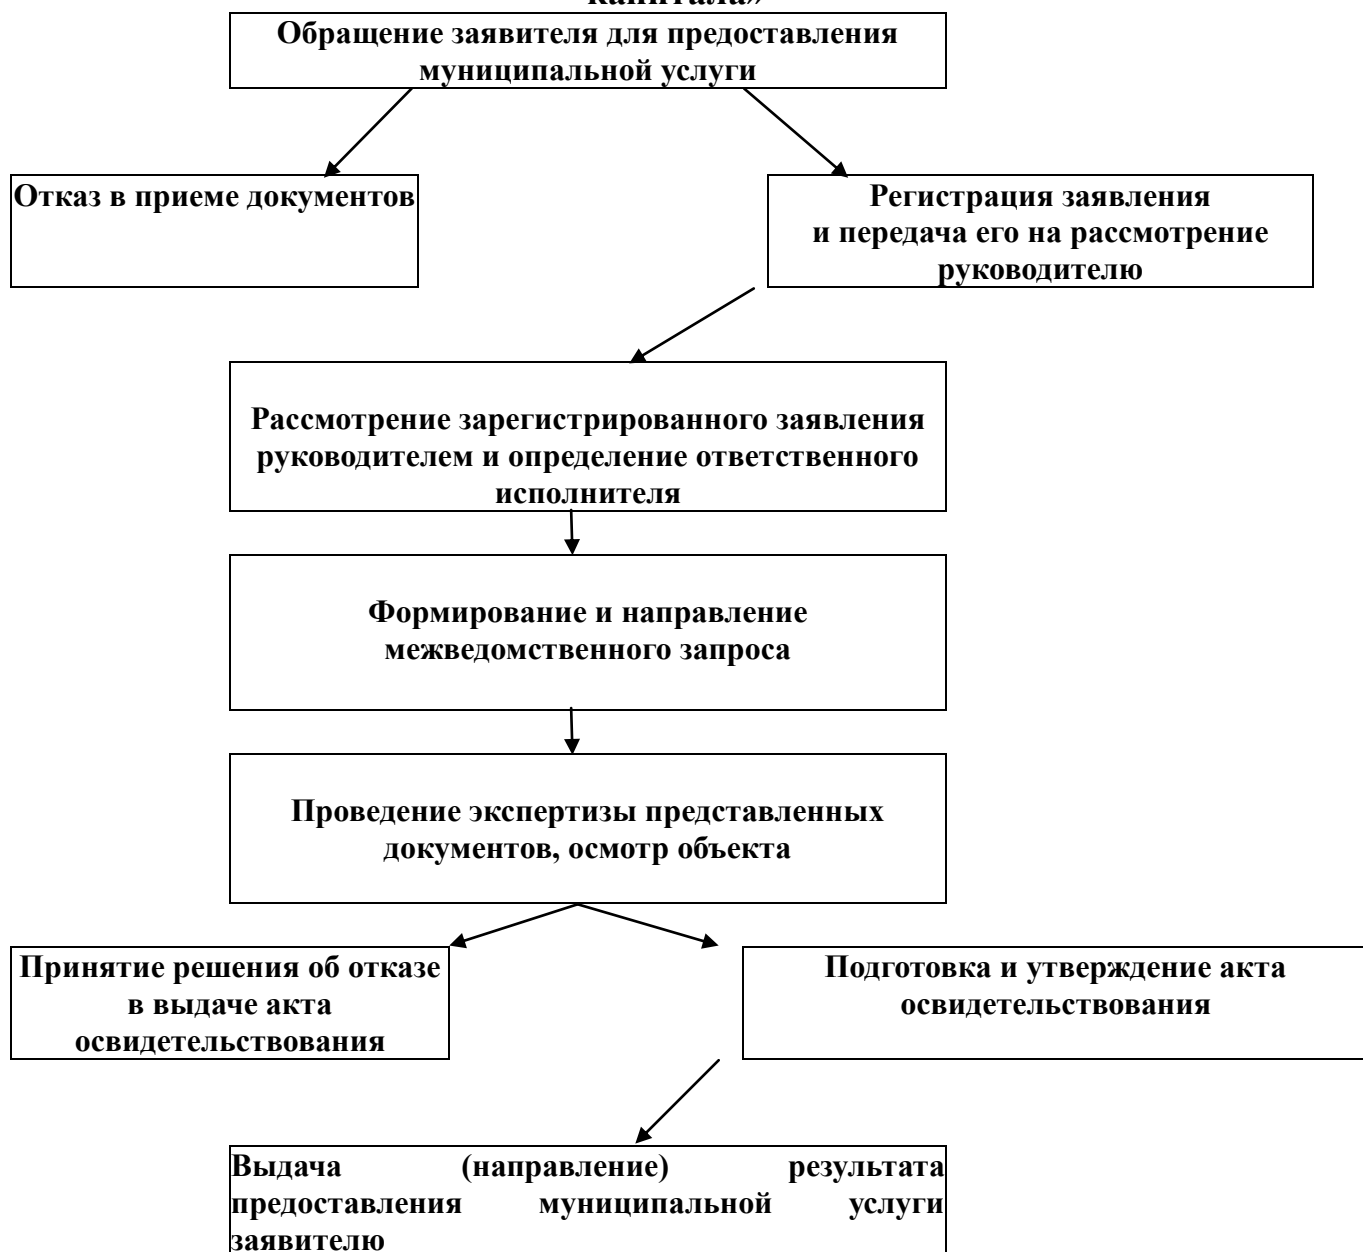 капитала»
Обращение заявителя для предоставления
муниципальной услуги
Отказ в приеме документов
Регистрация заявления
и передача его на рассмотрение
руководителю
Рассмотрение зарегистрированного заявления
руководителем и определение ответственного
исполнителя
Формирование и направление
межведомственного запроса
Проведение экспертизы представленных
документов, осмотр объекта
Принятие решения об отказе
в выдаче акта
освидетельствования
Подготовка и утверждение акта
освидетельствования
Выдача (направление) результата
предоставления муниципальной услуги
заявителю